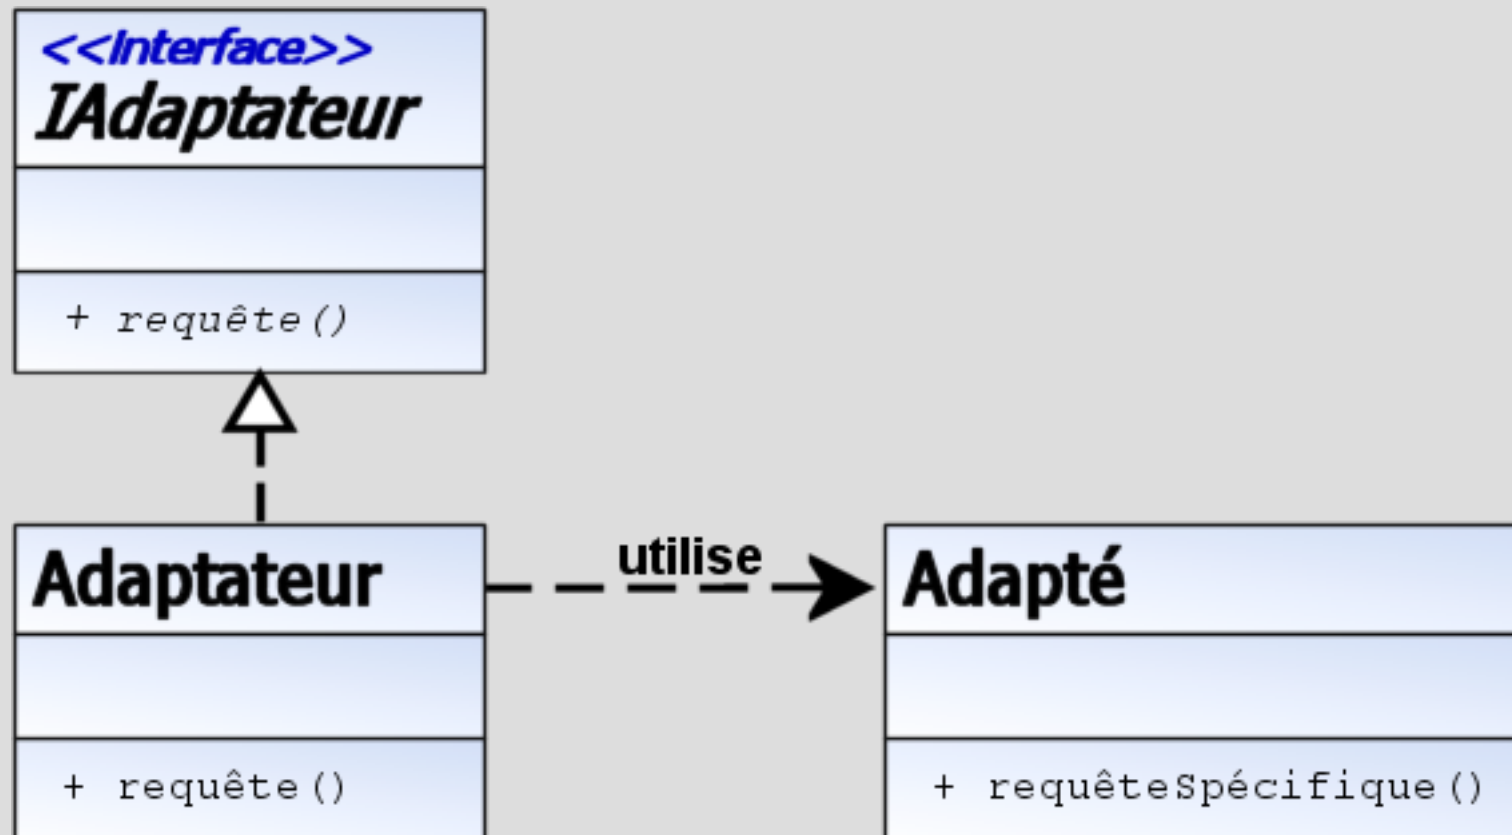 <<Interface>>
IAdaptateur
+ requête()
Adaptateur
utilise
Adapté
+ requête()
+ requêteSpécifique()